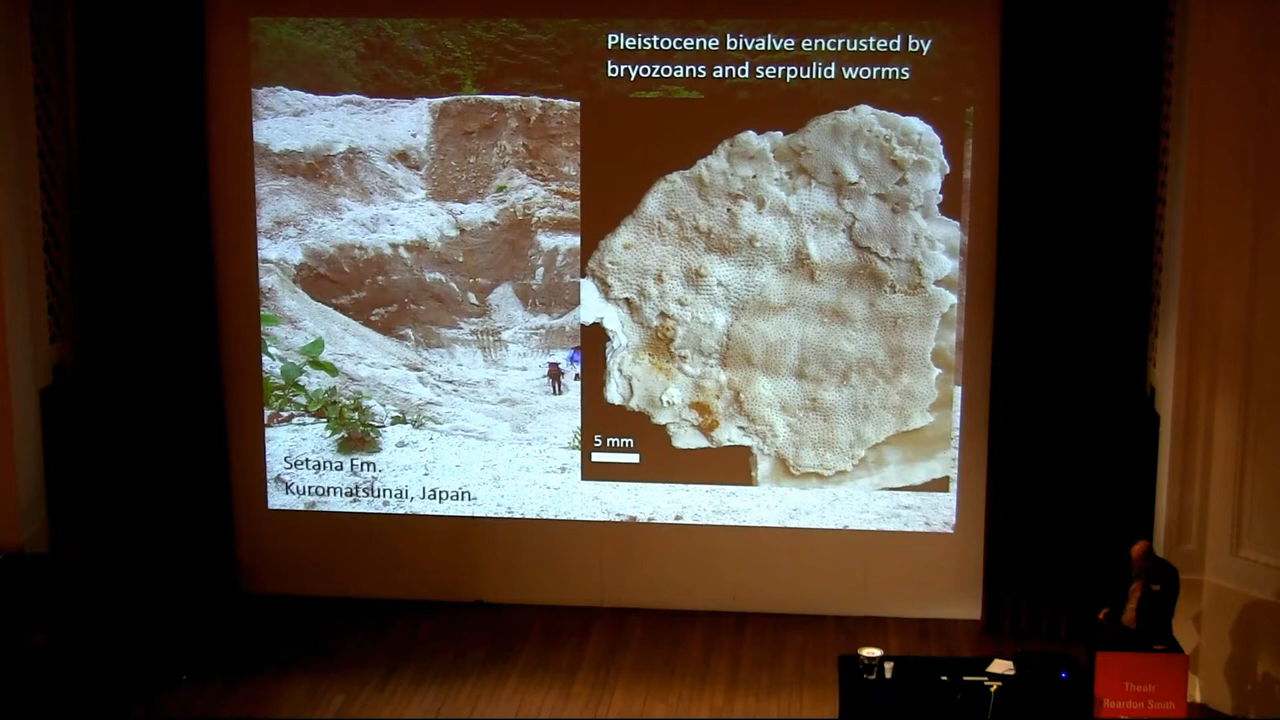 Pleistocene bivalve encrusted by
bryozoans and serpulid worms
5 mm
Setana Fm.
Kuromatsunai, Japan
Theatr
Reardon Smith